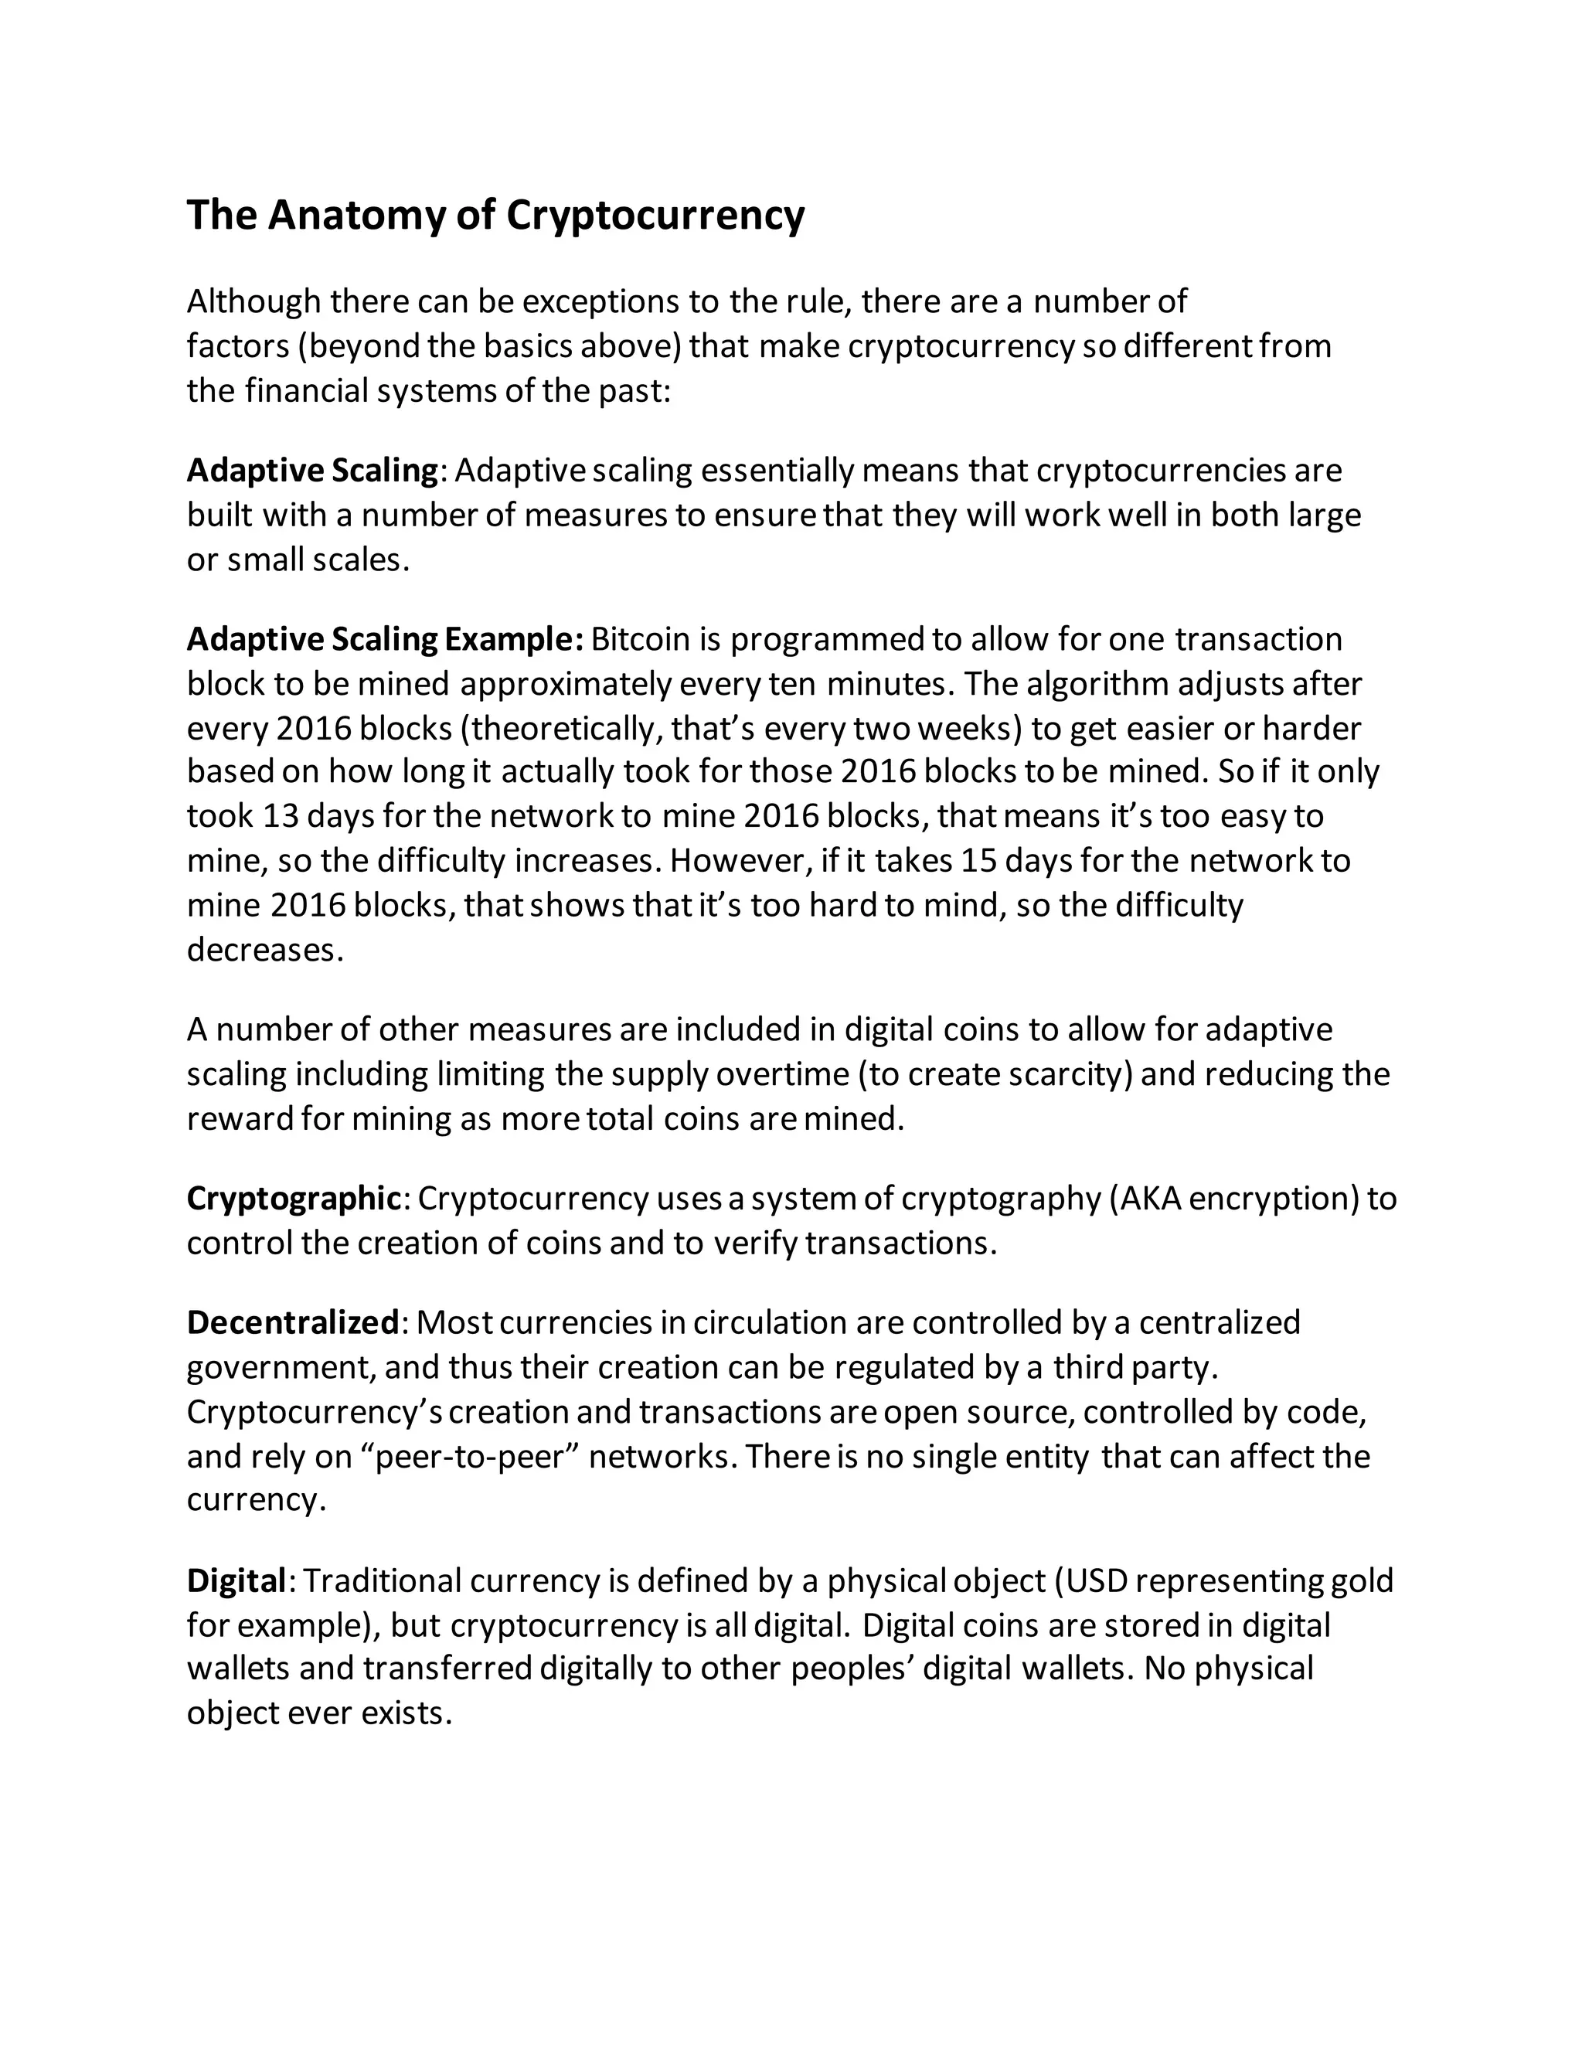 The Anatomy of Cryptocurrency
Although there can be exceptions to the rule, there are a number of
factors (beyond the basics above) that make cryptocurrency so different from
the financial systems of the past:
Adaptive Scaling: Adaptive scaling essentially means that cryptocurrencies are
built with a number of measures to ensure that they will work well in both large
or small scales.
Adaptive Scaling Example: Bitcoin is programmed to allow for one transaction
block to be mined approximately every ten minutes. The algorithm adjusts after
every 2016 blocks (theoretically, that’s every two weeks) to get easier or harder
based on how long it actually took for those 2016 blocks to be mined. So if it only
took 13 days for the network to mine 2016 blocks, that means it’s too easy to
mine, so the difficulty increases. However, if it takes 15 days for the network to
mine 2016 blocks, that shows that it’s too hard to mind, so the difficulty
decreases.
A number of other measures are included in digital coins to allow for adaptive
scaling including limiting the supply overtime (to create scarcity) and reducing the
reward for mining as more total coins are mined.
Cryptographic: Cryptocurrency uses a system of cryptography (AKA encryption) to
control the creation of coins and to verify transactions.
Decentralized: Most currencies in circulation are controlled by a centralized
government, and thus their creation can be regulated by a third party.
Cryptocurrency’s creation and transactions are open source, controlled by code,
and rely on “peer-to-peer” networks. There is no single entity that can affect the
currency.
Digital: Traditional currency is defined by a physical object (USD representing gold
for example), but cryptocurrency is all digital. Digital coins are stored in digital
wallets and transferred digitally to other peoples’ digital wallets. No physical
object ever exists.